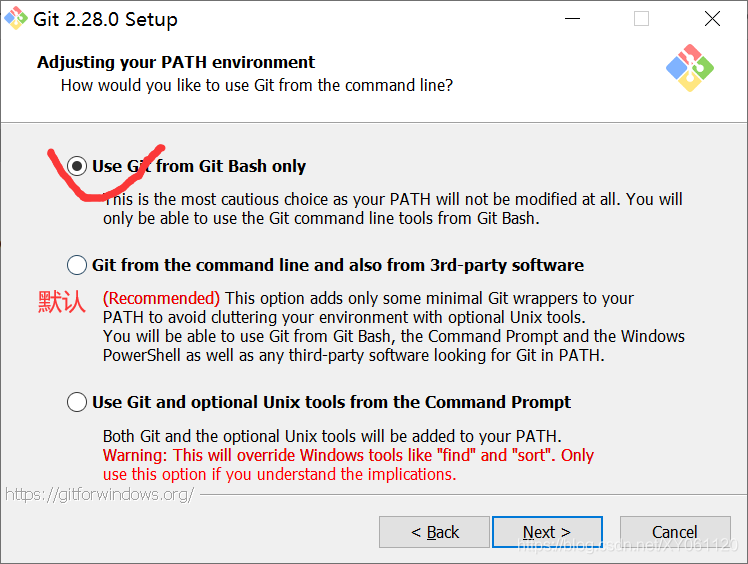 Git 2.28.0 Setup
Adjusting your PATH environment
How would you like to use Git from the command line?
Use Git from Git Bash only
This is the most cautious choice as your PATH will not be modified at all. You will
only be able to use the Git command line tools from Git Bash.
Git from the command line and also from 3rd-party software
默认 (Recommended) This option adds only some minimal Git wrappers to your
PATH to avoid cluttering your environment with optional Unix tools.
You will be able to use Git from Git Bash, the Command Prompt and the Windows
PowerShell as well as any third-party software looking for Git in PATH.
Use Git and optional Unix tools from the Command Prompt
Both Git and the optional Unix tools will be added to your PATH.
Warning: This will override Windows tools like "find" and "sort". Only
use this option if you understand the implications.
https://gitforwindows.org/
< Back Next > Cancel
https://blog.csdn.net/XY061120